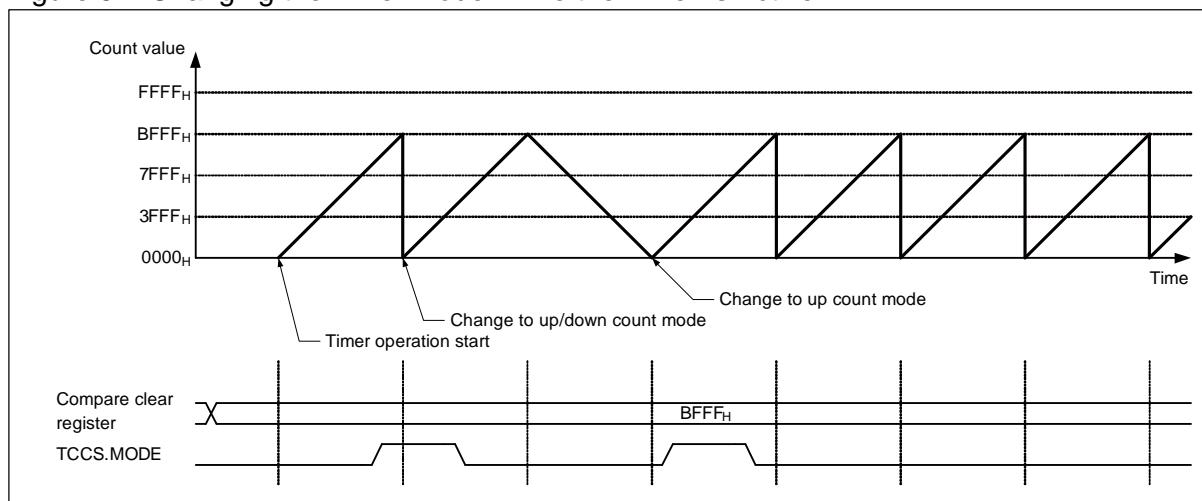 Count value
FFFFH
BFFFH
7FFFH
3FFFH
0000H
Time
Change to up count mode
Change to up/down count mode
Timer operation start
Compare clear
register
BFFFH
TCCS.MODE